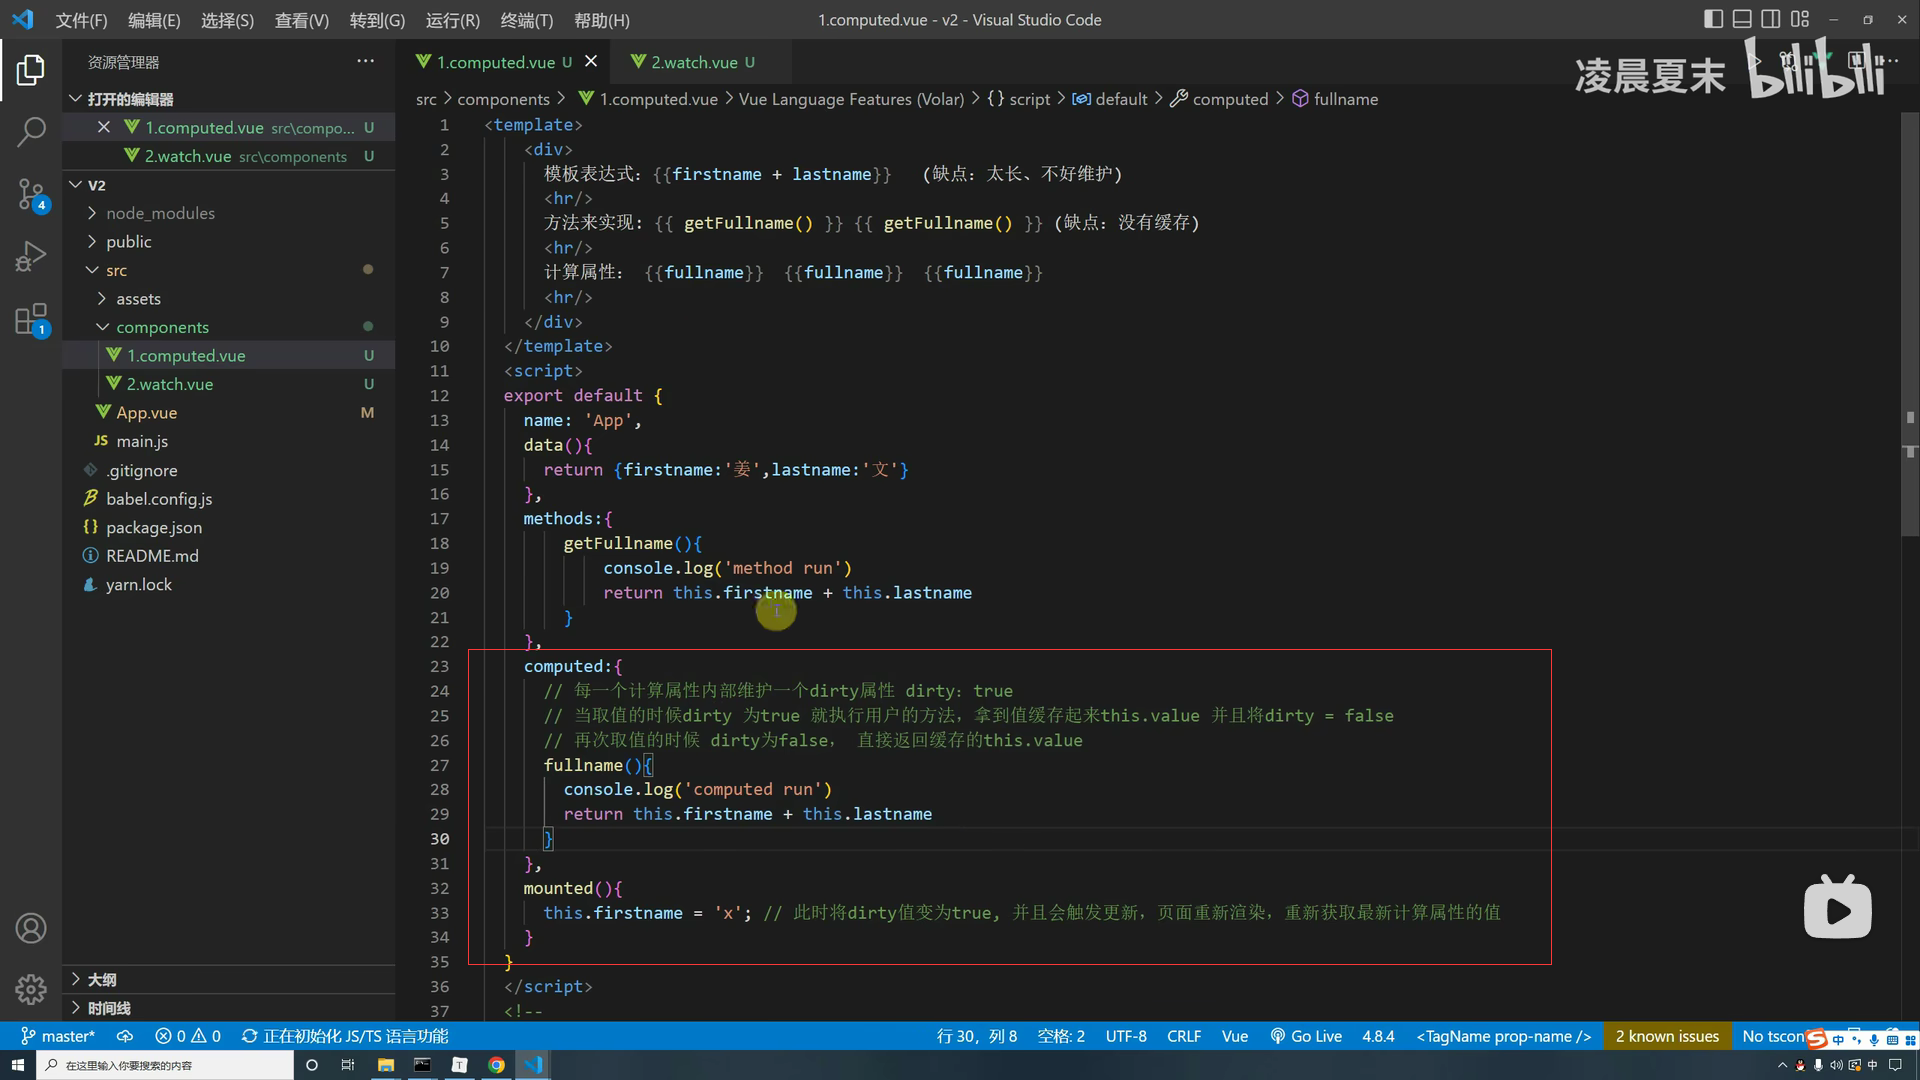 文件(F) 编辑(E) 选择(S) 查看(V) 转到(G) 运行(R) 终端(T) 帮助(H) 1.computed.vue - v2 - Visual Studio Code
资源管理器
1.computed.vue U
2.watch.vue U
凌晨夏末 bilibili
打开的编辑器
1.computed.vue src\compo... U
2.watch.vue src\components U
V2
node_modules
public
src
assets
components
1.computed.vue U
2.watch.vue U
App.vue M
JS main.js
.gitignore
babel.config.js
package.json
README.md
yarn.lock
大纲
时间线
4
1
src > components > 1.computed.vue > Vue Language Features (Volar) > {} script > default > computed > fullname
1 <template>
2 <div>
3 模板表达式: {{firstname + lastname}} (缺点: 太长、不好维护)
4 <hr/>
5 方法来实现: {{ getFullname() }} {{ getFullname() }} (缺点: 没有缓存)
6 <hr/>
7 计算属性: {{fullname}} {{fullname}} {{fullname}}
8 <hr/>
9 </div>
10 </template>
11 <script>
12 export default {
13 name: 'App',
14 data(){
15 return {firstname:'姜',lastname:'文'}
16 },
17 methods:{
18 getFullname(){
19 console.log('method run')
20 return this.firstname + this.lastname
21 }
22 },
23 computed:{
24 // 每一个计算属性内部维护一个dirty属性 dirty: true
25 // 当取值的时候dirty 为true 就执行用户的方法, 拿到值缓存起来this.value 并且将dirty = false
26 // 再次取值的时候 dirty为false, 直接返回缓存的this.value
27 fullname(){
28 console.log('computed run')
29 return this.firstname + this.lastname
30 }
31 },
32 mounted(){
33 this.firstname = 'x'; // 此时将dirty值变为true, 并且会触发更新, 页面重新渲染, 重新获取最新计算属性的值
34 }
35 }
36 </script>
37 <!--
master* 0 0 正在初始化 JS/TS 语言功能 行 30, 列 8 空格: 2 UTF-8 CRLF Vue Go Live 4.8.4 <TagName prop-name /> 2 known issues No tscon
在这里输入你要搜索的内容
中
中